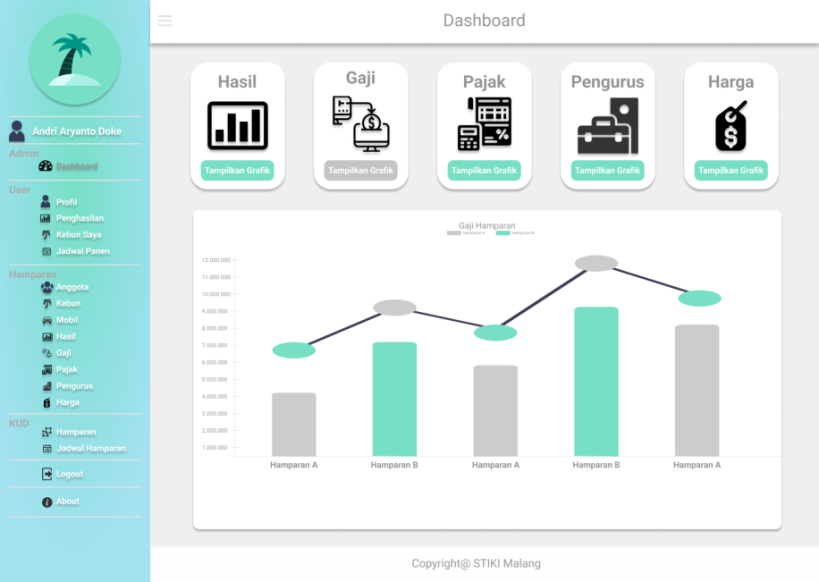 Dashboard
Andri Aryanto Doke
Admin
Dashboard
User
Profil
Penghasilan
Kebun Saya
Jadwal Panen
Hamparan
Anggota
Kebun
Mobil
Hasil
Gaji
Pajak
Pengurus
Harga
KUD
Hamparan
Jadwal Hamparan
Logout
About
Hasil
Tampilkan Grafik
Gaji
Tampilkan Grafik
Pajak
Tampilkan Grafik
Pengurus
Tampilkan Grafik
Harga
Tampilkan Grafik
Gaji Hamparan
Hamparan A Hamparan B
12.000.000
11.000.000
10.000.000
9.000.000
8.000.000
7.000.000
6.000.000
5.000.000
4.000.000
3.000.000
2.000.000
1.000.000
Hamparan A Hamparan B Hamparan A Hamparan B Hamparan A
Copyright@ STIKI Malang